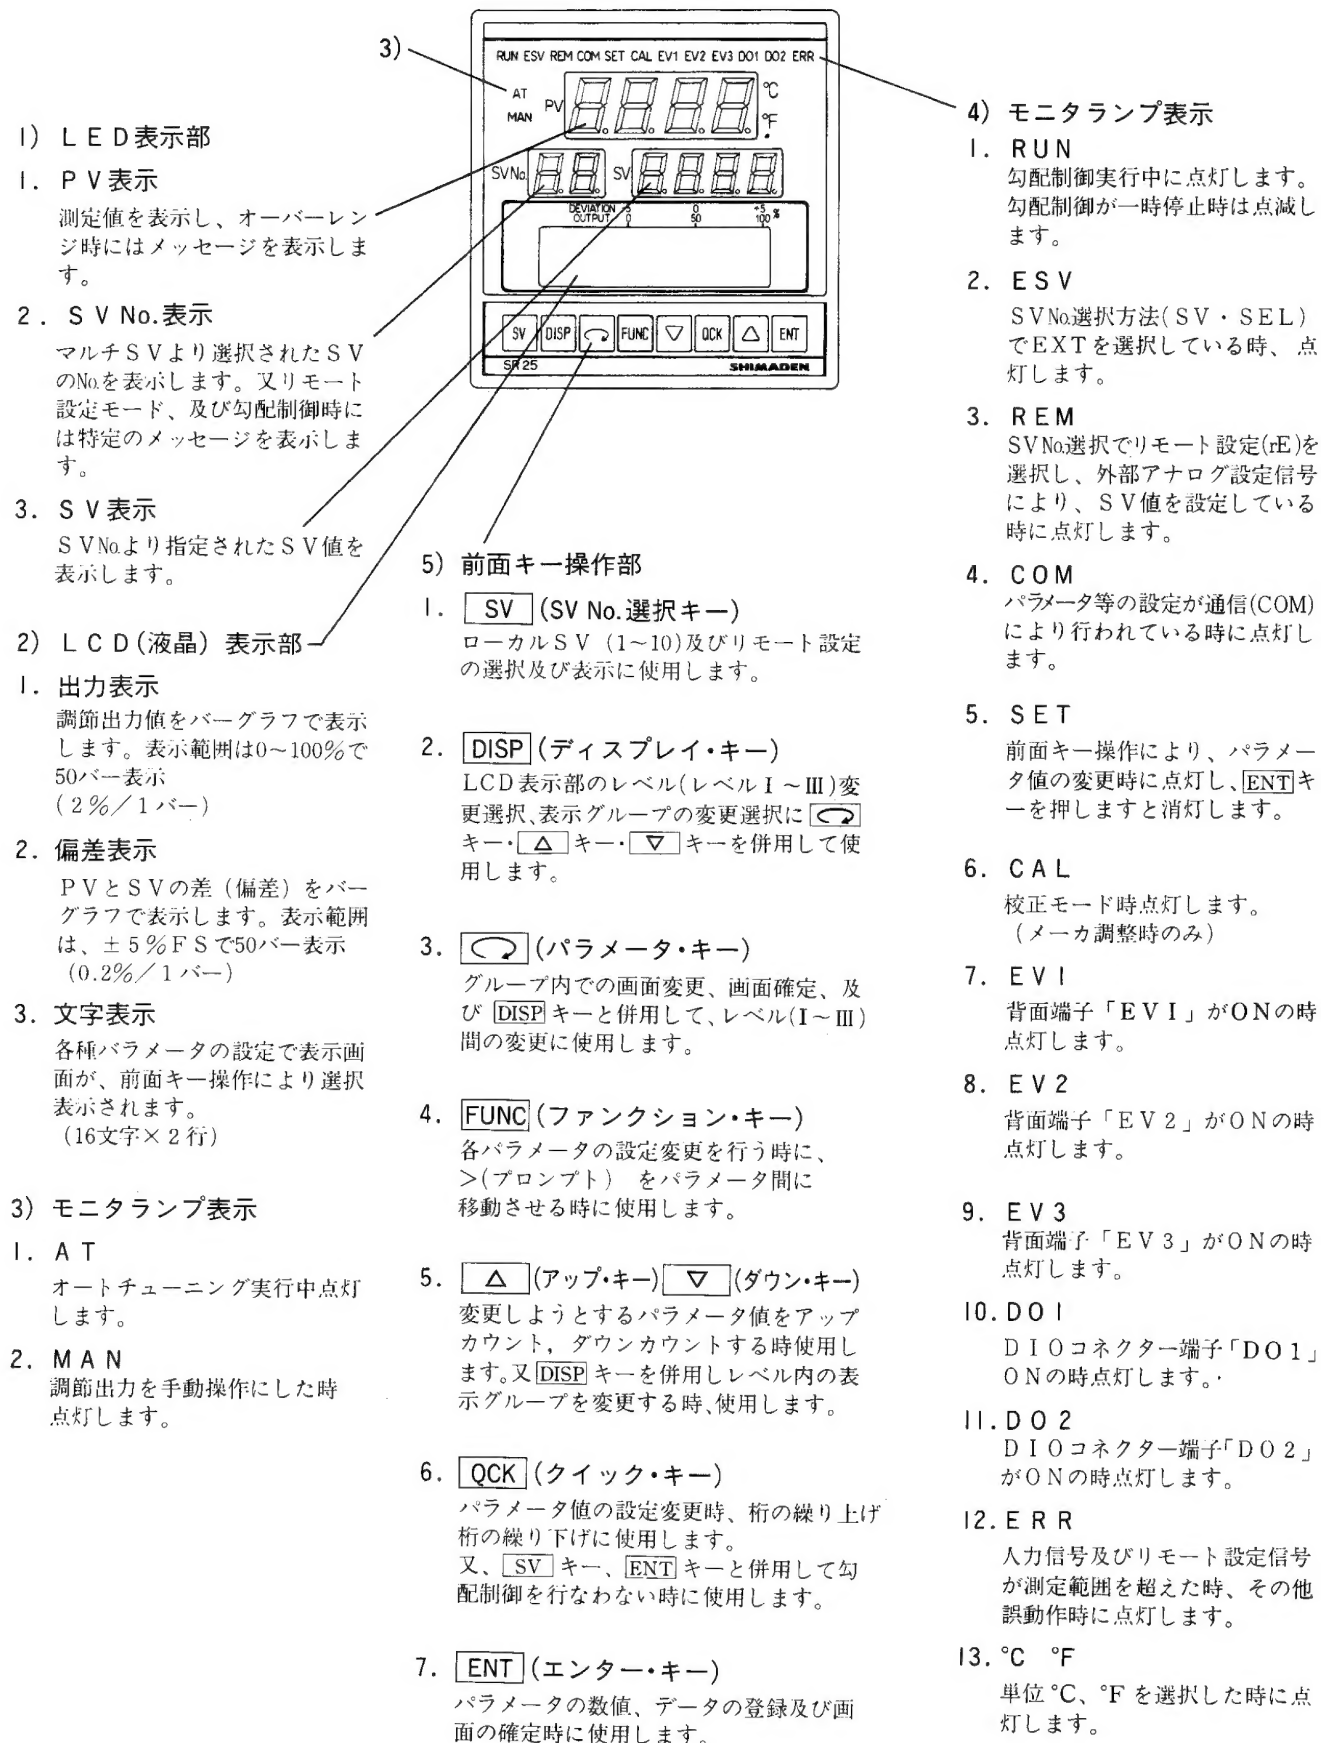 3)
RUN ESV REM COM SET CAL EV1 EV2 EV3 DO1 DO2 ERR
AT
MAN
PV
℃
℉
SVNo.
SV
DEVIATION -5 0 +5
OUTPUT 0 50 100 %
SV DISP FUNC ▽ QCK △ ENT
SR25
SHIMADEN
1) LED表示部
1. PV表示
測定値を表示し、オーバーレン
ジ時にはメッセージを表示しま
す。
2. SV No.表示
マルチSVより選択されたSV
のNo.を表示します。又リモート
設定モード、及び勾配制御時に
は特定のメッセージを表示しま
す。
3. SV表示
SVNo.より指定されたSV値を
表示します。
2) LCD(液晶) 表示部
1. 出力表示
調節出力値をバーグラフで表示
します。表示範囲は0~100%で
50バー表示
(2%/1バー)
2. 偏差表示
PVとSVの差(偏差)をバー
グラフで表示します。表示範囲
は、±5%FSで50バー表示
(0.2%/1バー)
3. 文字表示
各種パラメータの設定で表示画
面が、前面キー操作により選択
表示されます。
(16文字×2行)
3) モニタランプ表示
1. AT
オートチューニング実行中点灯
します。
2. MAN
調節出力を手動操作にした時
点灯します。
5) 前面キー操作部
1. SV (SV No.選択キー)
ローカルSV (1~10)及びリモート設定
の選択及び表示に使用します。
2. DISP (ディスプレイ・キー)
LCD表示部のレベル(レベルI~III)変
更選択、表示グループの変更選択に
キー・△キー・▽キーを併用して使
用します。
3. (パラメータ・キー)
グループ内での画面変更、画面確定、及
び DISP キーと併用して、レベル(I~III)
間の変更に使用します。
4. FUNC (ファンクション・キー)
各パラメータの設定変更を行う時に、
>(プロンプト) をパラメータ間に
移動させる時に使用します。
5. △ (アップ・キー) ▽ (ダウン・キー)
変更しようとするパラメータ値をアップ
カウント,ダウンカウントする時使用し
ます。又 DISP キーを併用しレベル内の表
示グループを変更する時、使用します。
6. QCK (クイック・キー)
パラメータ値の設定変更時、桁の繰り上げ
桁の繰り下げに使用します。
又、SV キー、ENT キーと併用して勾
配制御を行なわない時に使用します。
7. ENT (エンター・キー)
パラメータの数値、データの登録及び画
面の確定時に使用します。
4) モニタランプ表示
1. RUN
勾配制御実行中に点灯します。
勾配制御が一時停止時は点滅し
ます。
2. ESV
SVNo.選択方法(SV・SEL)
でEXTを選択している時、点
灯します。
3. REM
SVNo.選択でリモート設定(rE)を
選択し、外部アナログ設定信号
により、SV値を設定している
時に点灯します。
4. COM
パラメータ等の設定が通信(COM)
により行われている時に点灯し
ます。
5. SET
前面キー操作により、パラメー
タ値の変更時に点灯し、ENTキ
ーを押しますと消灯します。
6. CAL
校正モード時点灯します。
(メーカ調整時のみ)
7. EV1
背面端子「EV1」がONの時
点灯します。
8. EV2
背面端子「EV2」がONの時
点灯します。
9. EV3
背面端子「EV3」がONの時
点灯します。
10. DO1
DIOコネクター端子「DO1」
ONの時点灯します。
11. DO2
DIOコネクター端子「DO2」
がONの時点灯します。
12. ERR
入力信号及びリモート設定信号
が測定範囲を超えた時、その他
誤動作時に点灯します。
13. ℃ ℉
単位℃、℉ を選択した時に点
灯します。